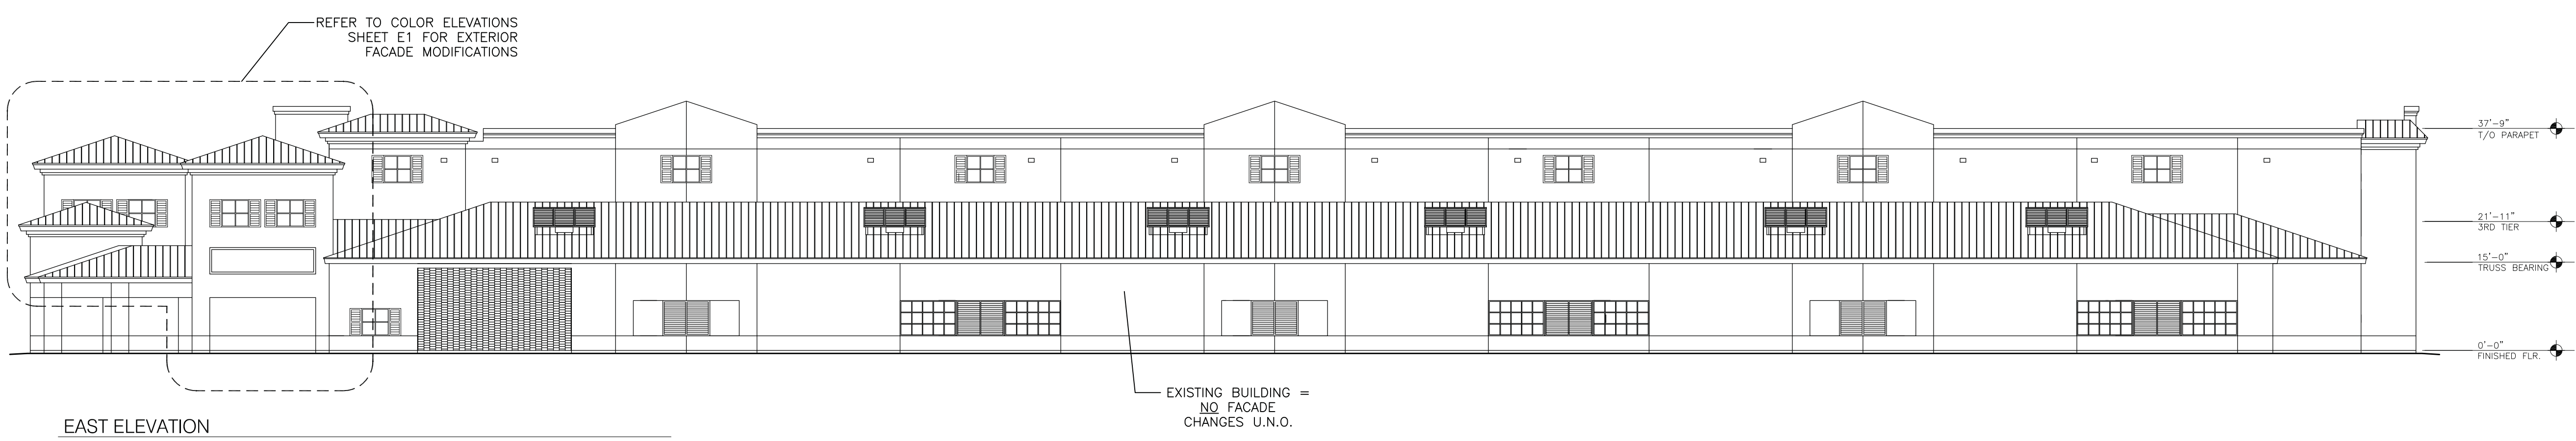 REFER TO COLOR ELEVATIONS
SHEET E1 FOR EXTERIOR
FACADE MODIFICATIONS
37'-9"
T/O PARAPET
21'-11"
3RD TIER
15'-0"
TRUSS BEARING
0'-0"
FINISHED FLR.
EXISTING BUILDING =
NO FACADE
CHANGES U.N.O.
EAST ELEVATION